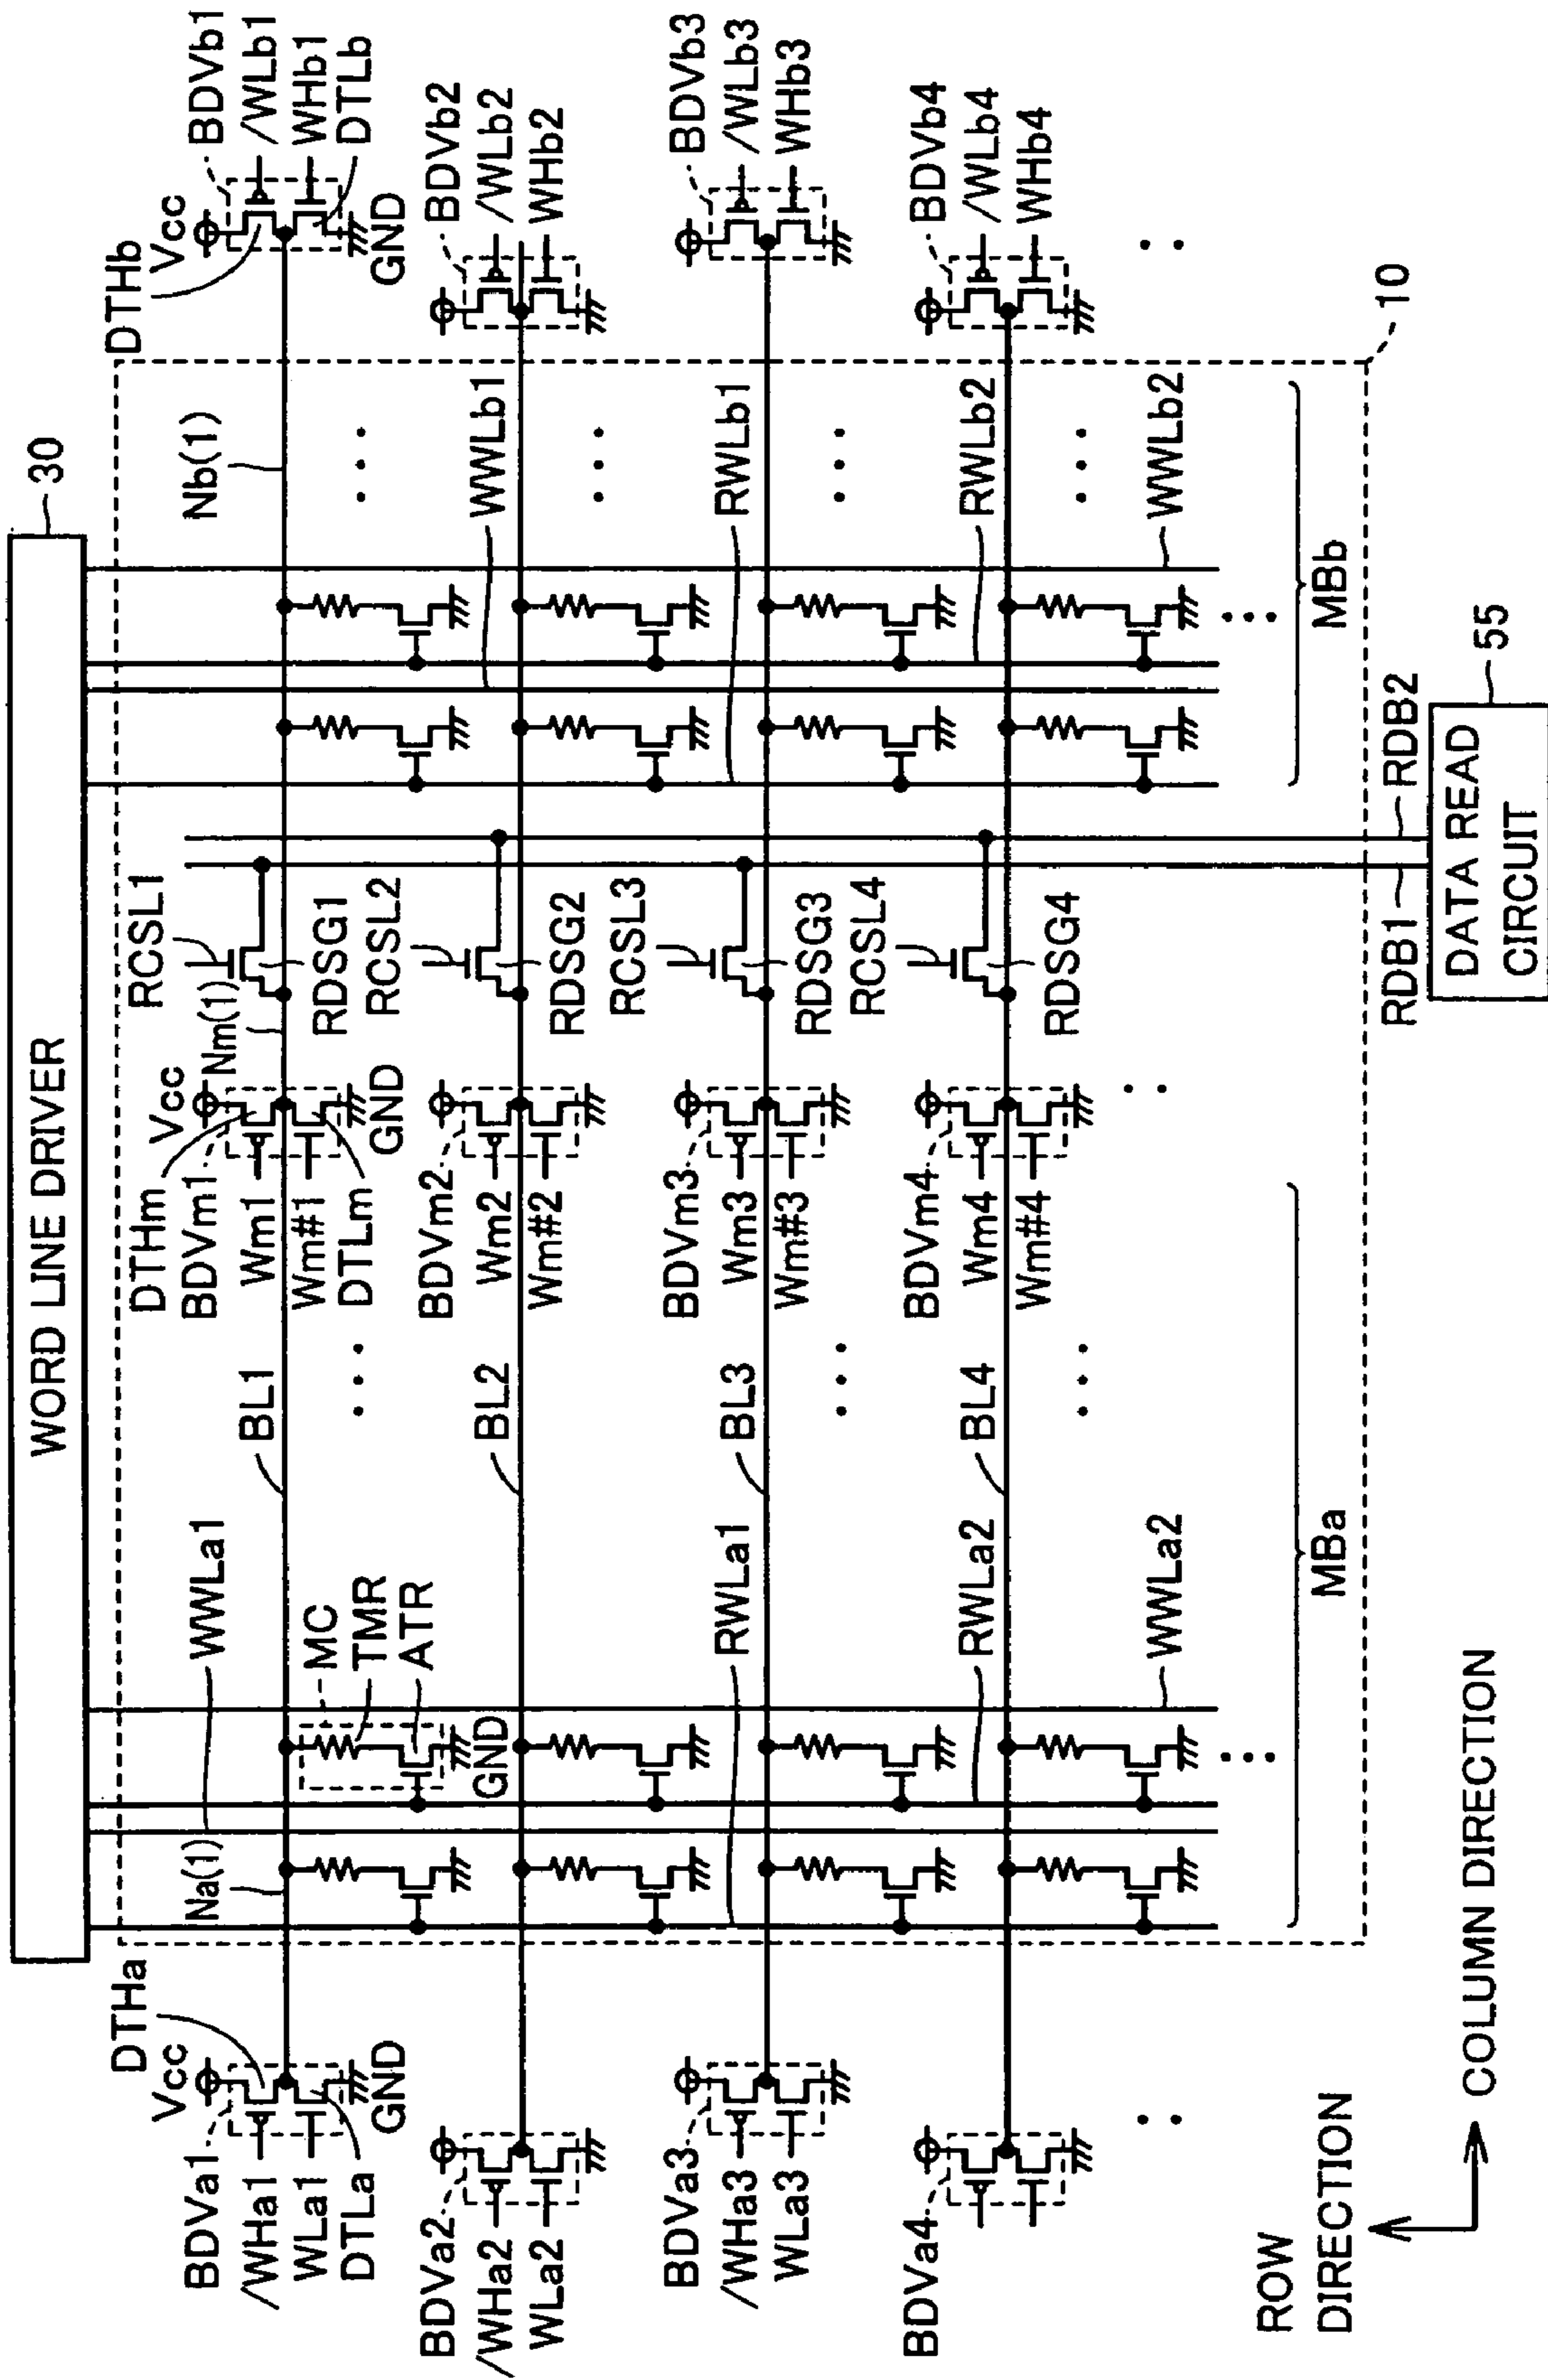 WORD LINE DRIVER
30
DTHa
Vcc
BDVa1
/WHa1
WLa1
DTLa
GND
Na(1)
WWLa1
MC
TMR
ATR
GND
BL1
DTHm
Vcc
BDVm1
Wm1
Wm#1
DTLm
GND
Nm(1)
RCSL1
RDSG1
Nb(1)
DTHb
Vcc
BDVb1
/WLb1
WHb1
DTLb
GND
BDVa2
/WHa2
WLa2
BL2
BDVm2
Wm2
Wm#2
RCSL2
RDSG2
WWLb1
BDVb2
/WLb2
WHb2
BDVa3
/WHa3
WLa3
RWLa1
BL3
BDVm3
Wm3
Wm#3
RCSL3
RDSG3
RWLb1
BDVb3
/WLb3
WHb3
BDVa4
RWLa2
BL4
BDVm4
Wm4
Wm#4
RCSL4
RDSG4
RWLb2
BDVb4
/WLb4
WHb4
WWLa2
WWLb2
MBa
MBb
10
RDB1
RDB2
55
DATA READ
CIRCUIT
ROW
DIRECTION
COLUMN DIRECTION